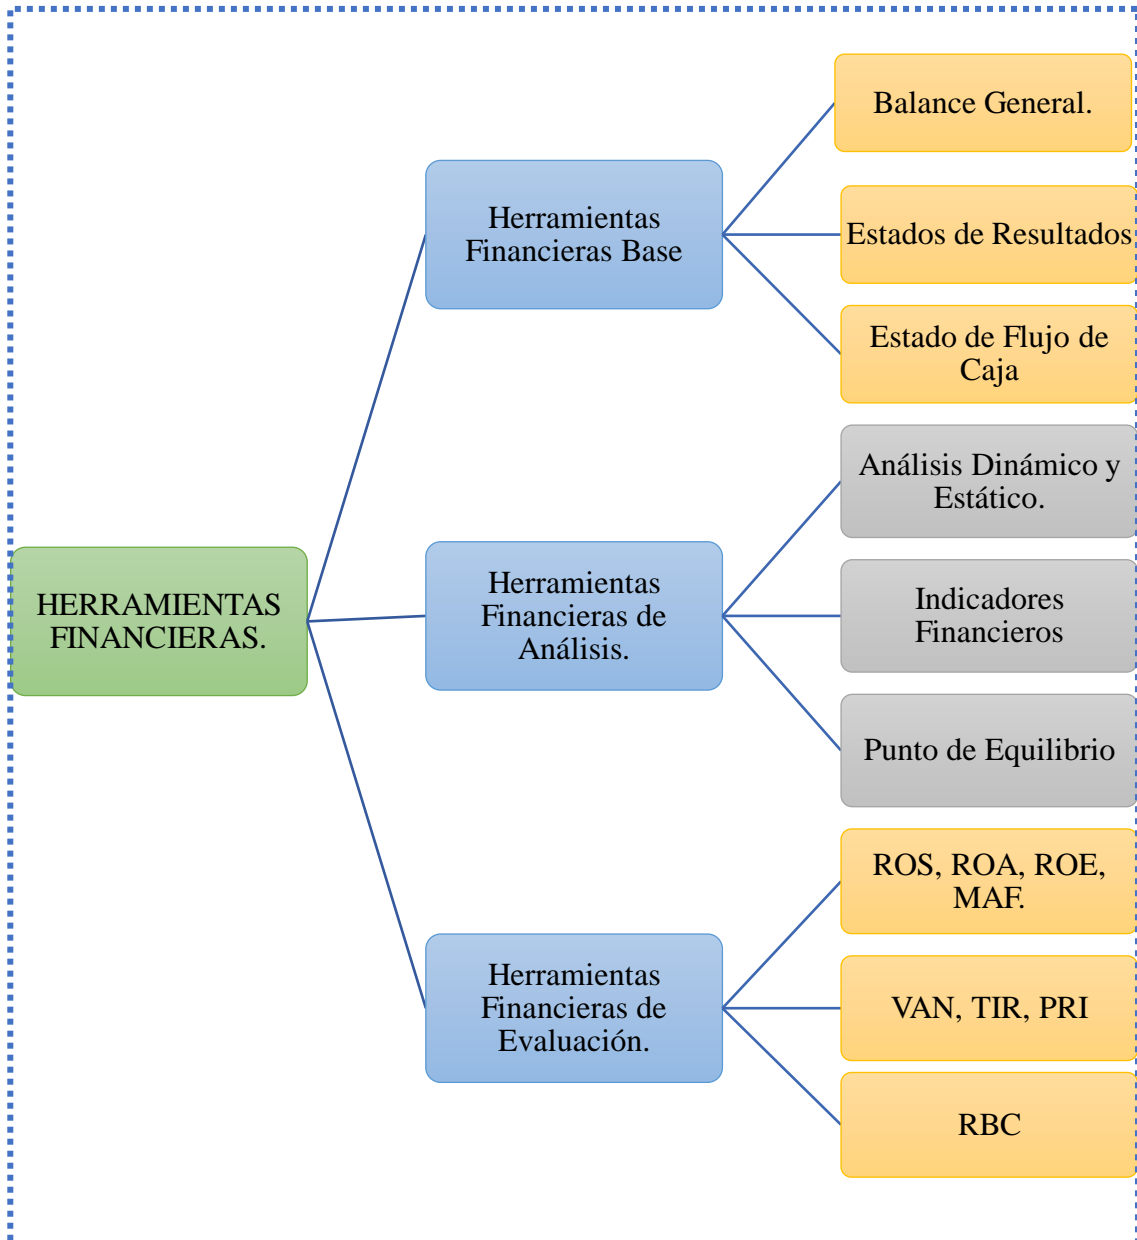 HERRAMIENTAS
FINANCIERAS.
Herramientas
Financieras Base
Balance General.
Estados de Resultados
Estado de Flujo de
Caja
Herramientas
Financieras de
Análisis.
Análisis Dinámico y
Estático.
Indicadores
Financieros
Punto de Equilibrio
Herramientas
Financieras de
Evaluación.
ROS, ROA, ROE,
MAF.
VAN, TIR, PRI
RBC